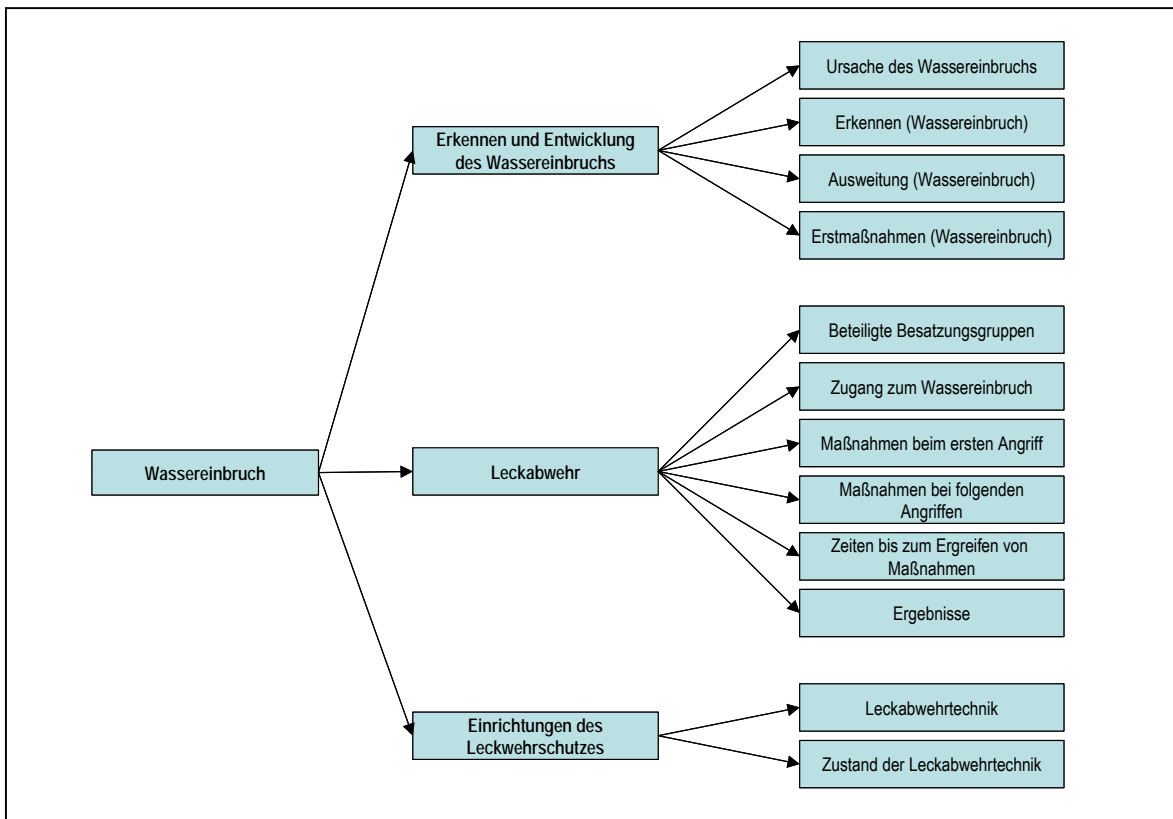 Wassereinbruch
Erkennen und Entwicklung
des Wassereinbruchs
Ursache des Wassereinbruchs
Erkennen (Wassereinbruch)
Ausweitung (Wassereinbruch)
Erstmaßnahmen (Wassereinbruch)
Leckabwehr
Beteiligte Besatzungsgruppen
Zugang zum Wassereinbruch
Maßnahmen beim ersten Angriff
Maßnahmen bei folgenden
Angriffen
Zeiten bis zum Ergreifen von
Maßnahmen
Ergebnisse
Einrichtungen des
Leckwehrschutzes
Leckabwehrtechnik
Zustand der Leckabwehrtechnik